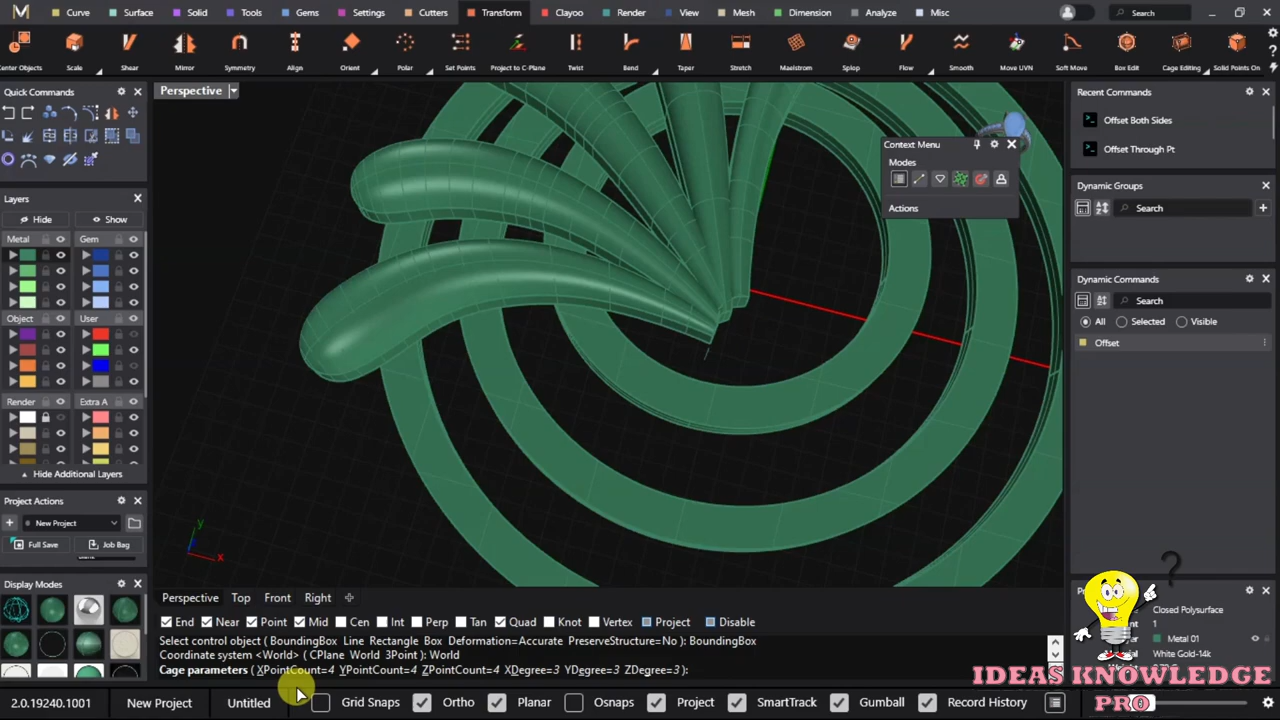 Curve Surface Solid Tools Gems Settings Cutters Transform Clayoo Render View Mesh Dimension Analyze Misc Search
Center Objects Scale Shear Mirror Symmetry Align Orient Polar Set Points Project to C-Plane Twist Bend Taper Stretch Maelstrom Splop Flow Smooth Move UVN Soft Move Box Edit Cage Editing Solid Points On
Quick Commands
Perspective
Recent Commands
Offset Both Sides
Offset Through Pt
Context Menu
Modes
Actions
Dynamic Groups
Search
Layers
Hide Show
Metal Gem
Object User
Render Extra A
Hide Additional Layers
Dynamic Commands
Search
All Selected Visible
Offset
Project Actions
New Project
Full Save Job Bag
Display Modes
Perspective Top Front Right
End Near Point Mid Cen Int Perp Tan Quad Knot Vertex Project Disable
Select control object ( BoundingBox Line Rectangle Box Deformation=Accurate PreserveStructure=No ): BoundingBox
Coordinate system <World> ( CPlane World 3Point ): World
Cage parameters ( XPointCount=4 YPointCount=4 ZPointCount=4 XDegree=3 YDegree=3 ZDegree=3 ):
Closed Polysurface
1
Metal 01
White Gold-14k
?
IDEAS KNOWLEDGE
PRO
2.0.19240.1001 New Project Untitled Grid Snaps Ortho Planar Osnaps Project SmartTrack Gumball Record History